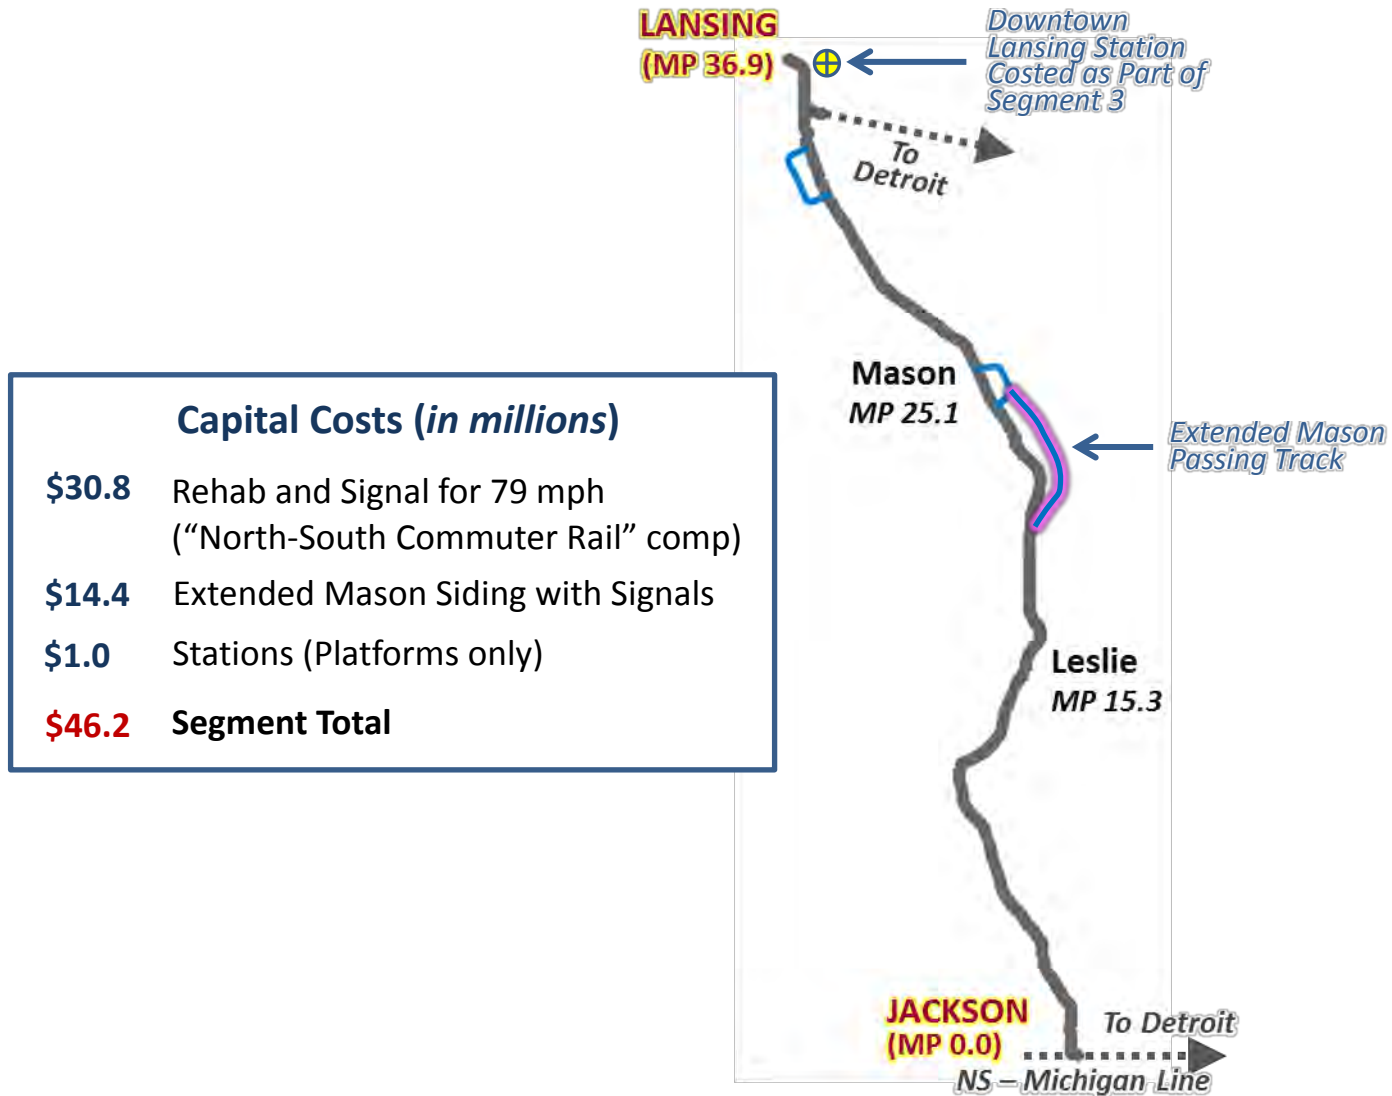 LANSING
(MP 36.9)
Downtown
Lansing Station
Costed as Part of
Segment 3
To
Detroit
Mason
MP 25.1
Extended Mason
Passing Track
Capital Costs (in millions)
$30.8 Rehab and Signal for 79 mph
(“North-South Commuter Rail” comp)
$14.4 Extended Mason Siding with Signals
$1.0 Stations (Platforms only)
$46.2 Segment Total
Leslie
MP 15.3
JACKSON
(MP 0.0)
To Detroit
NS – Michigan Line